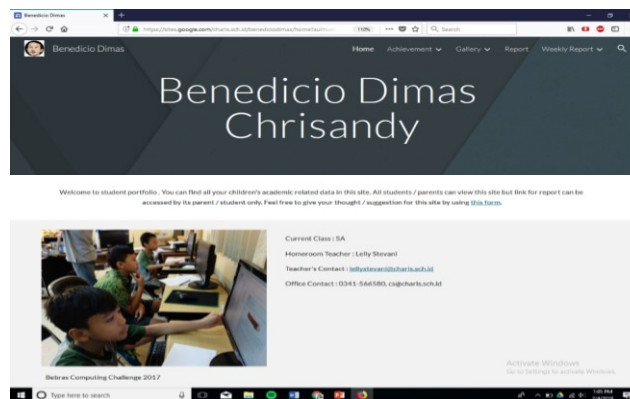 Benedicio Dimas
https://sites.google.com/charis.sch.id/benediciodimas/home?
119%
Search
Benedicio Dimas
Home Achievement Gallery Report Weekly Report
Benedicio Dimas
Chrisandy
Welcome to student portfolio . You can find all your children's academic related data in this site. All students / parents can view this site but link for report can be
accessed by its parent / student only. Feel free to give your thought / suggestion for this site by using this form.
Current Class : 5A
Homeroom Teacher : Lelly Stevani
Teacher's Contact : lellystevani@charis.sch.id
Office Contact : 0341-566580, cs@charis.sch.id
Bebras Computing Challenge 2017
Activate Windows
Go to Settings to activate Windows.
Type here to search
1:01 PM